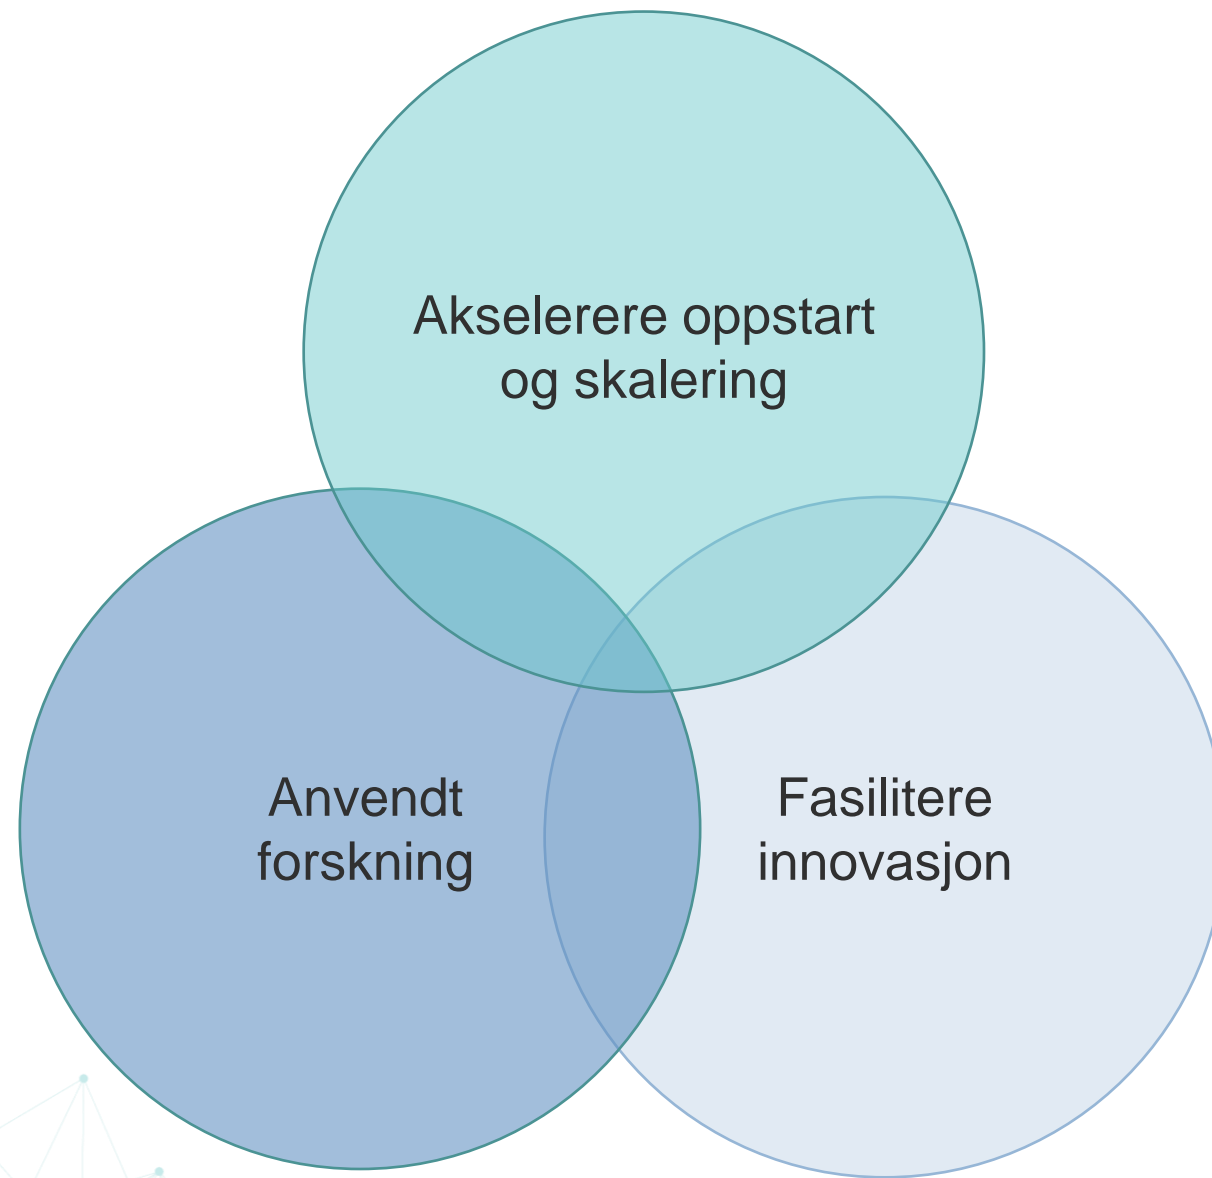 Akselerere oppstart
og skalering
Anvendt
forskning
Fasilitere
innovasjon